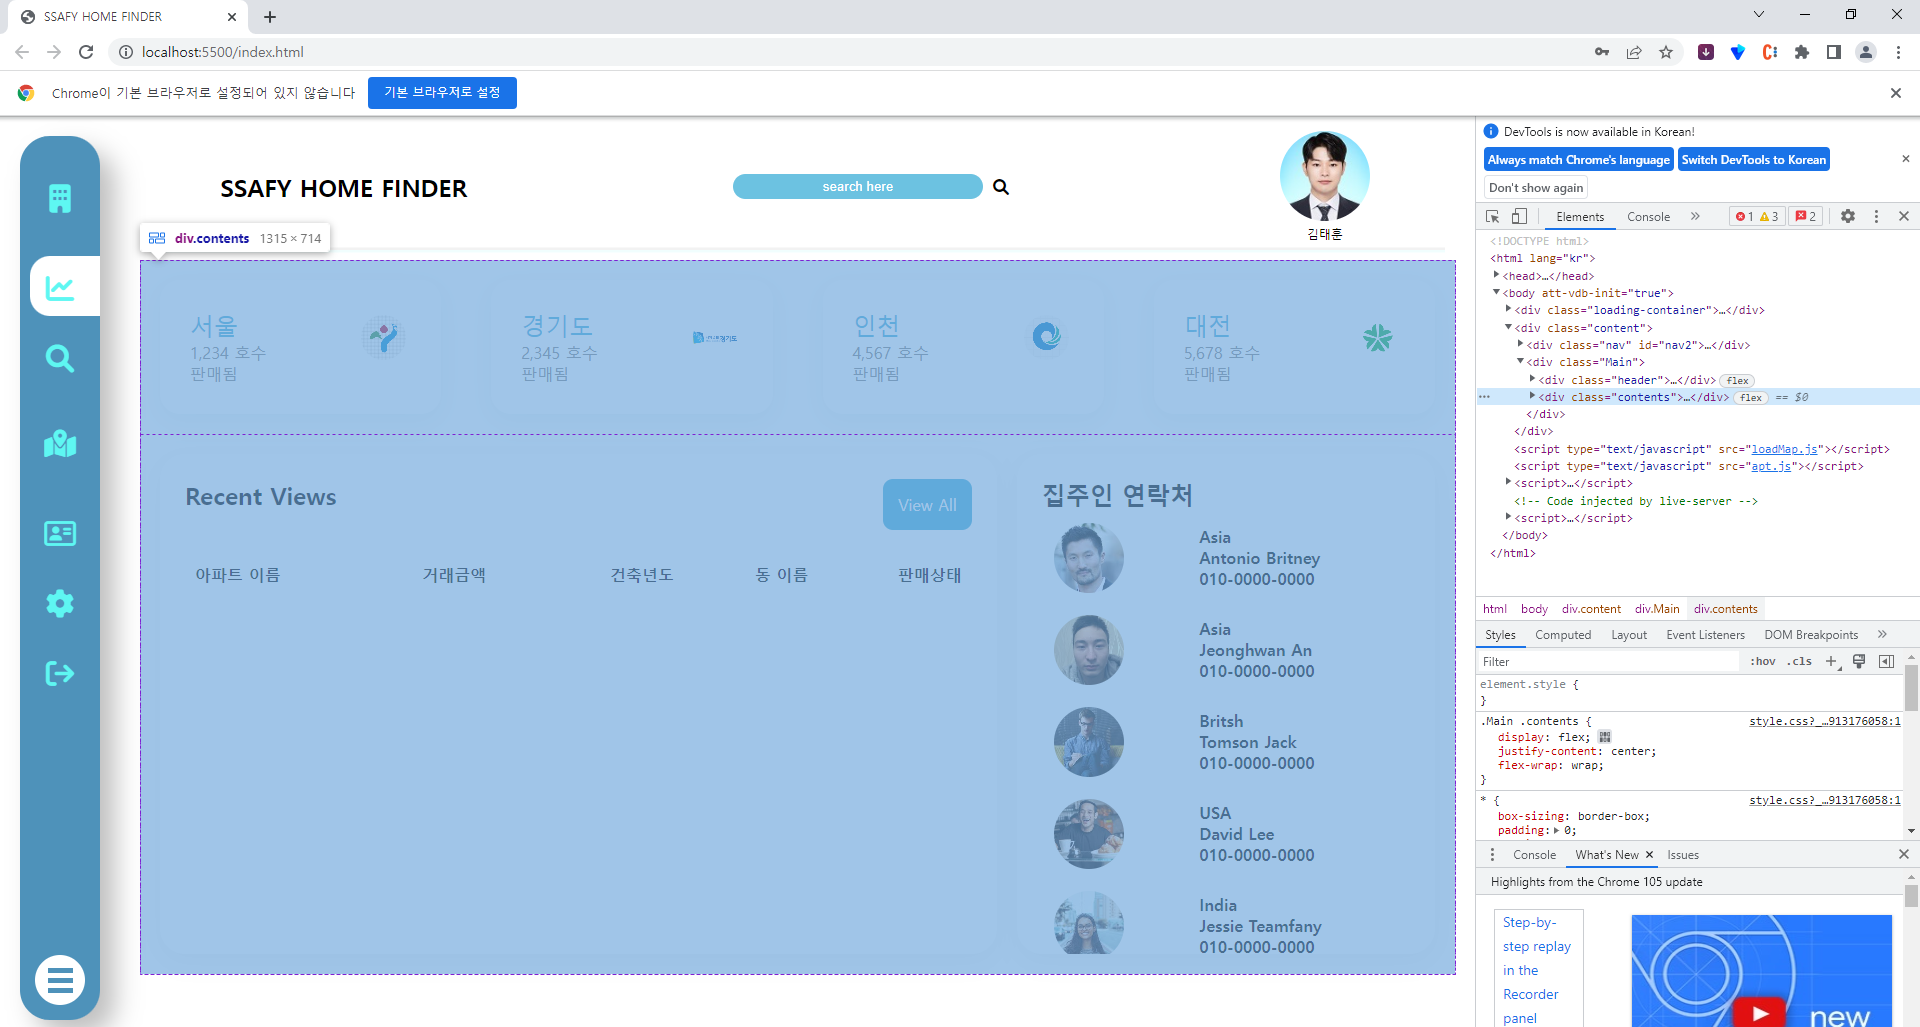 SSAFY HOME FINDER
localhost:5500/index.html
Chrome이 기본 브라우저로 설정되어 있지 않습니다
기본 브라우저로 설정
SSAFY HOME FINDER
search here
김태훈
div.contents 1315 × 714
서울
1,234 호수
판매됨
경기도
2,345 호수
판매됨
인천
4,567 호수
판매됨
대전
5,678 호수
판매됨
Recent Views
View All
아파트 이름 거래금액 건축년도 동 이름 판매상태
집주인 연락처
Asia
Antonio Britney
010-0000-0000
Asia
Jeonghwan An
010-0000-0000
Britsh
Tomson Jack
010-0000-0000
USA
David Lee
010-0000-0000
India
Jessie Teamfany
010-0000-0000
DevTools is now available in Korean!
Always match Chrome's language
Switch DevTools to Korean
Don't show again
Elements Console » 1 3 2
<!DOCTYPE html>
<html lang="kr">
<head>…</head>
<body att-vdb-init="true">
<div class="loading-container">…</div>
<div class="content">
<div class="nav" id="nav2">…</div>
<div class="Main">
<div class="header">…</div> flex
<div class="contents">…</div> flex == $0
</div>
</div>
<script type="text/javascript" src="loadMap.js"></script>
<script type="text/javascript" src="apt.js"></script>
<script>…</script>
<!-- Code injected by live-server -->
<script>…</script>
</body>
</html>
html body div.content div.Main div.contents
Styles Computed Layout Event Listeners DOM Breakpoints »
Filter :hov .cls +
element.style {
}
.Main .contents { style.css?_…913176058:1
display: flex;
justify-content: center;
flex-wrap: wrap;
}
* { style.css?_…913176058:1
box-sizing: border-box;
padding: 0;
Console What's New Issues
Highlights from the Chrome 105 update
Step-by-
step replay
in the
Recorder
panel
new